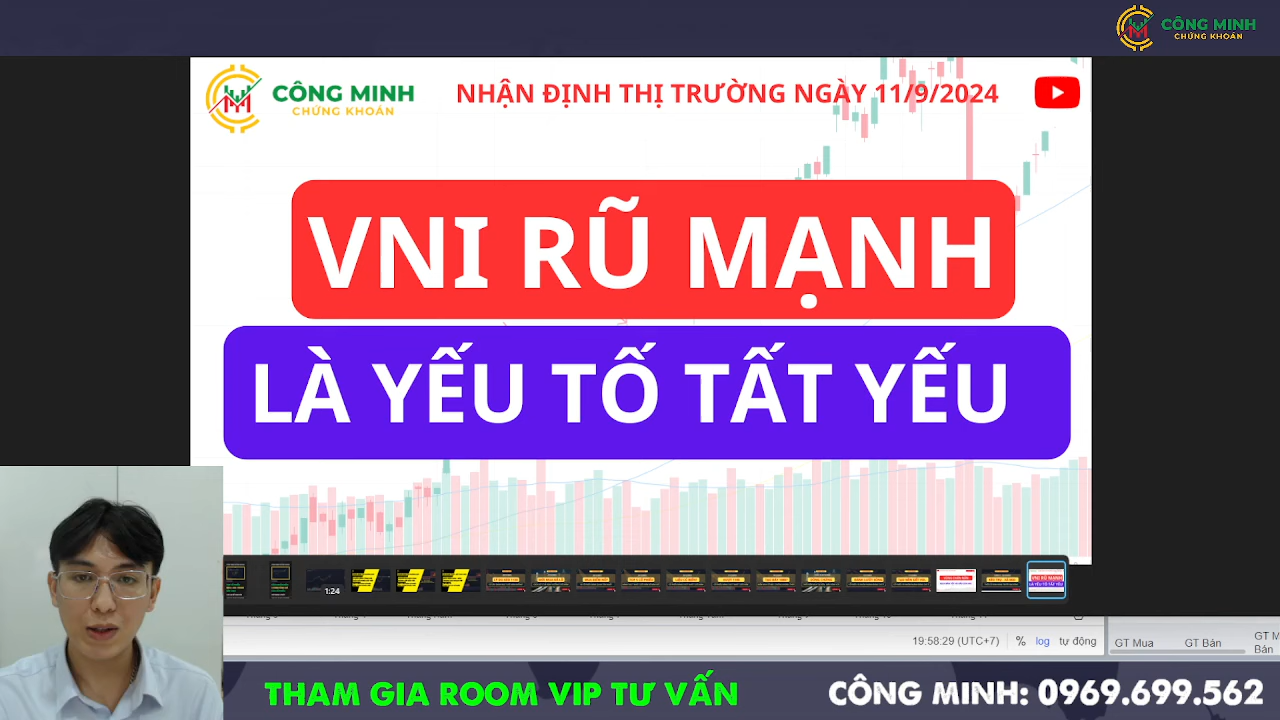 CÔNG MINH
CHỨNG KHOÁN
CÔNG MINH
CHỨNG KHOÁN
NHẬN ĐỊNH THỊ TRƯỜNG NGÀY 11/9/2024
VNI RŨ MẠNH
LÀ YẾU TỐ TẤT YẾU
1:24
19:58:29 (UTC+7) % log tự động
GT Mua GT Bán
THAM GIA ROOM VIP TƯ VẤN
CÔNG MINH: 0969.699.562